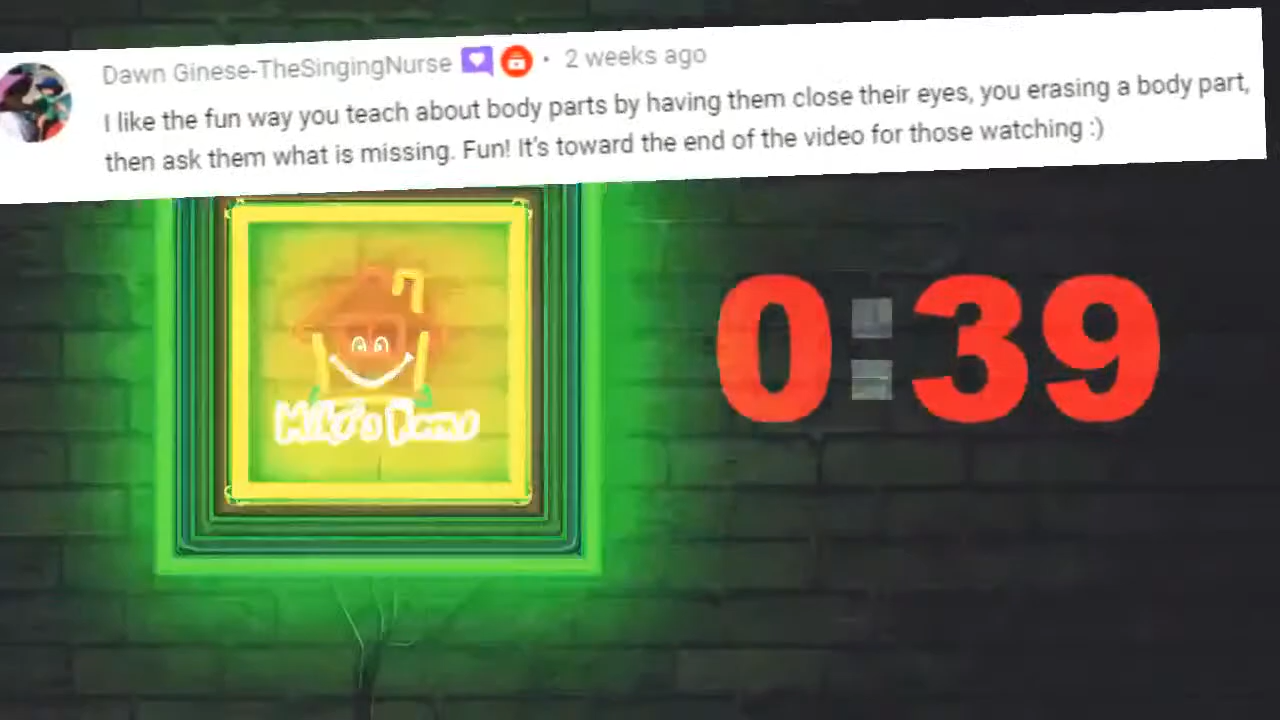 Dawn Ginese-TheSingingNurse • 2 weeks ago
I like the fun way you teach about body parts by having them close their eyes, you erasing a body part,
then ask them what is missing. Fun! It's toward the end of the video for those watching :)
0:39